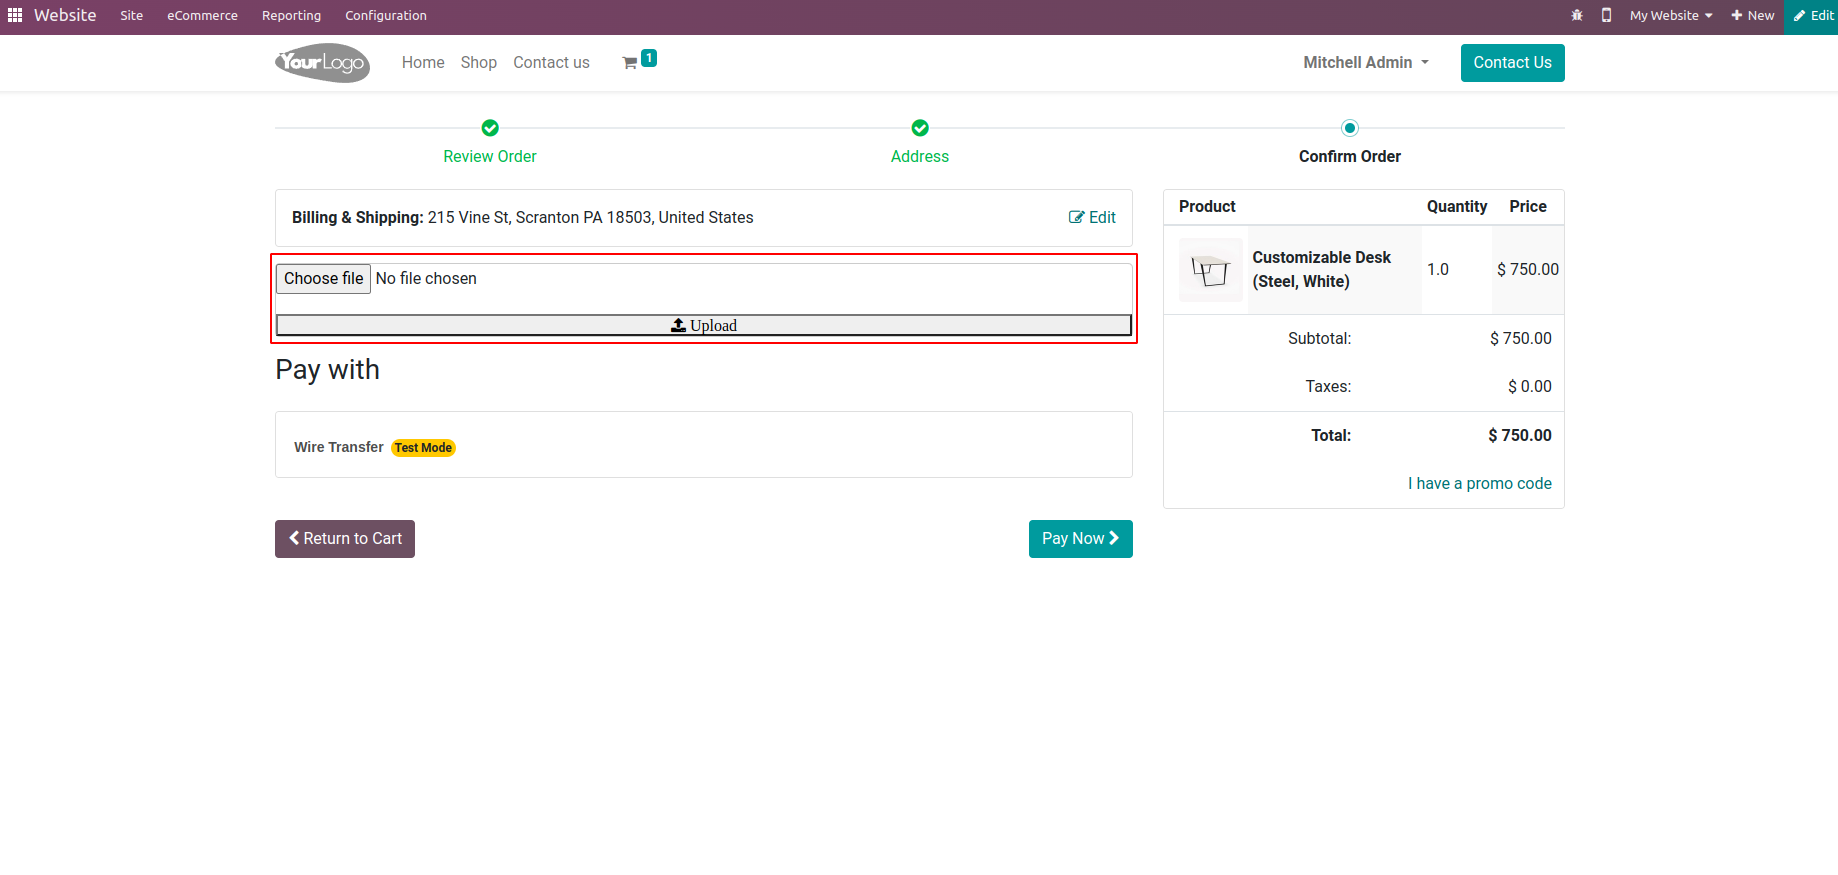 Website Site eCommerce Reporting Configuration My Website New Edit
YourLogo Home Shop Contact us 1 Mitchell Admin Contact Us
Review Order Address Confirm Order
Billing & Shipping: 215 Vine St, Scranton PA 18503, United States Edit
Choose file No file chosen
Upload
Pay with
Wire Transfer Test Mode
Return to Cart Pay Now
Product Quantity Price
Customizable Desk
(Steel, White) 1.0 $ 750.00
Subtotal: $ 750.00
Taxes: $ 0.00
Total: $ 750.00
I have a promo code